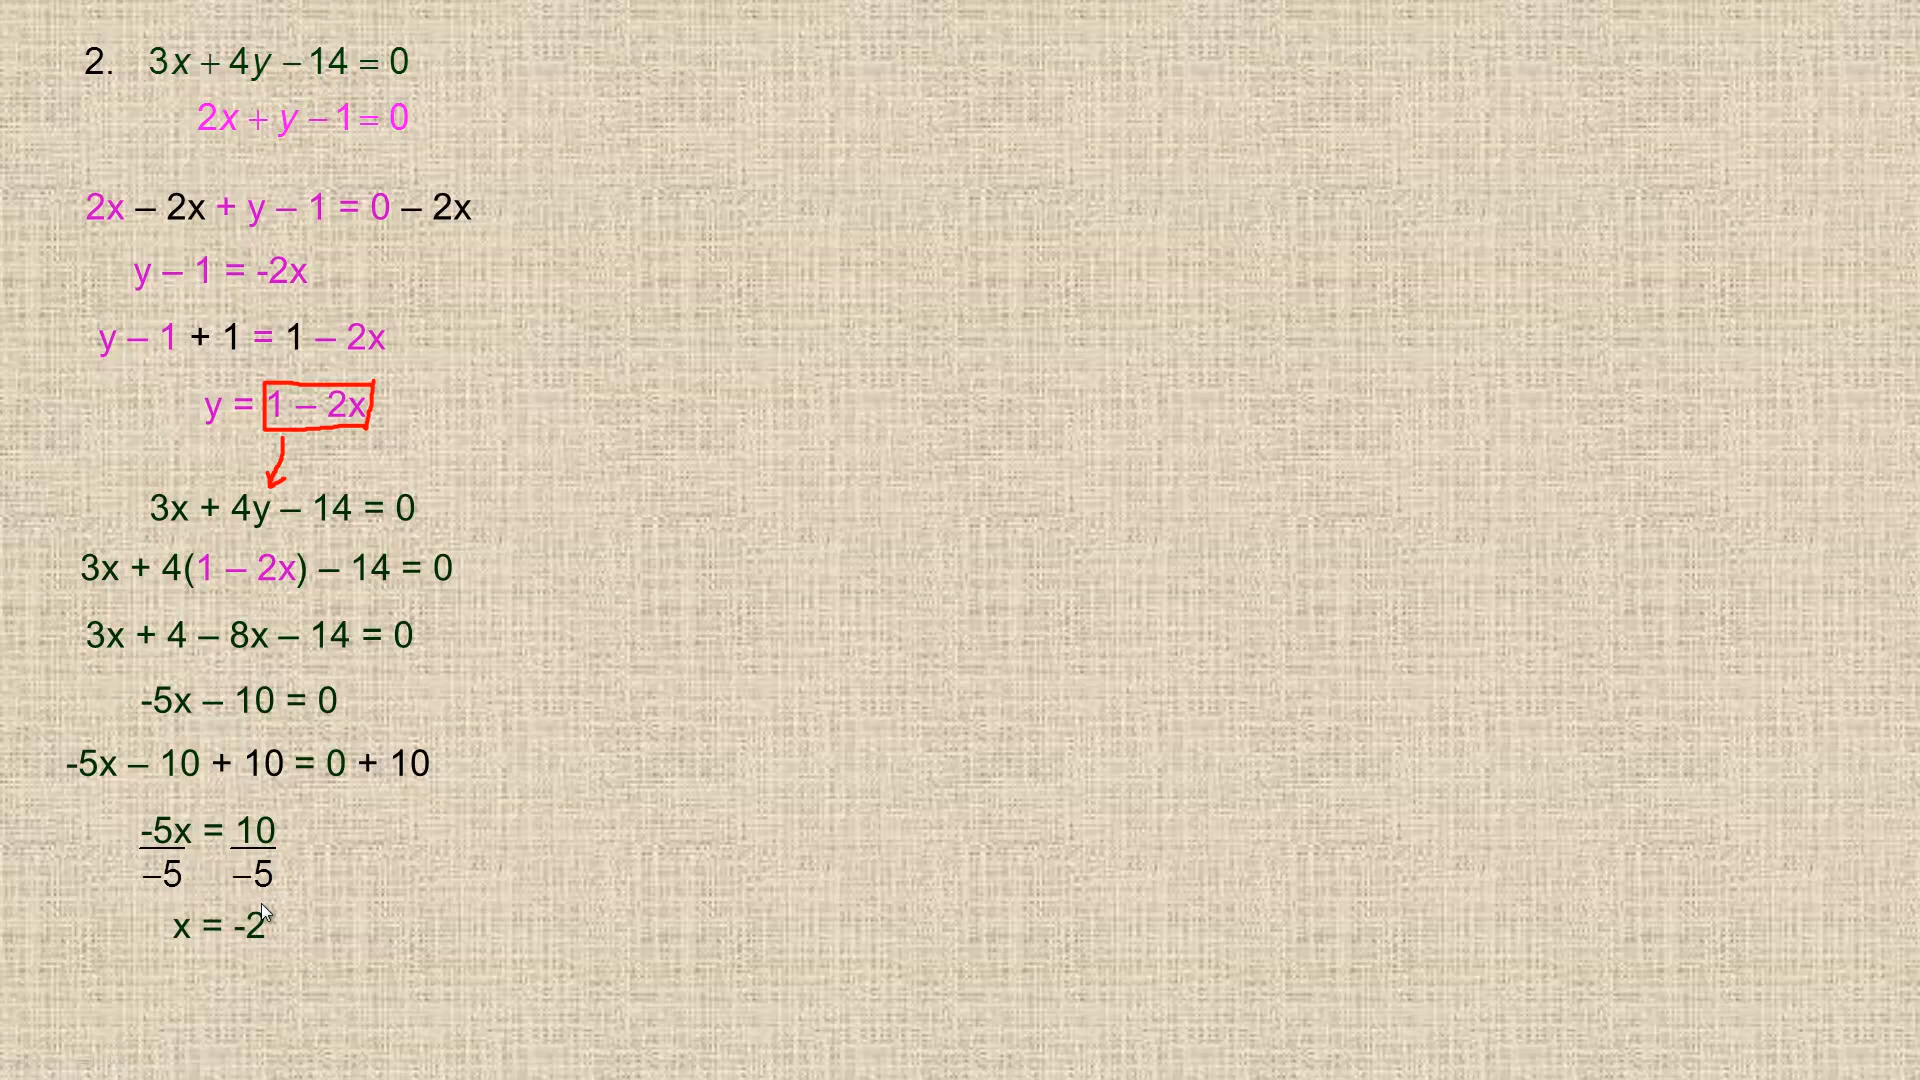 2. 3x + 4y – 14 = 0
2x + y – 1 = 0
2x – 2x + y – 1 = 0 – 2x
y – 1 = -2x
y – 1 + 1 = 1 – 2x
y = 1 – 2x
3x + 4y – 14 = 0
3x + 4(1 – 2x) – 14 = 0
3x + 4 – 8x – 14 = 0
-5x – 10 = 0
-5x – 10 + 10 = 0 + 10
-5x = 10
–5 –5
x = -2